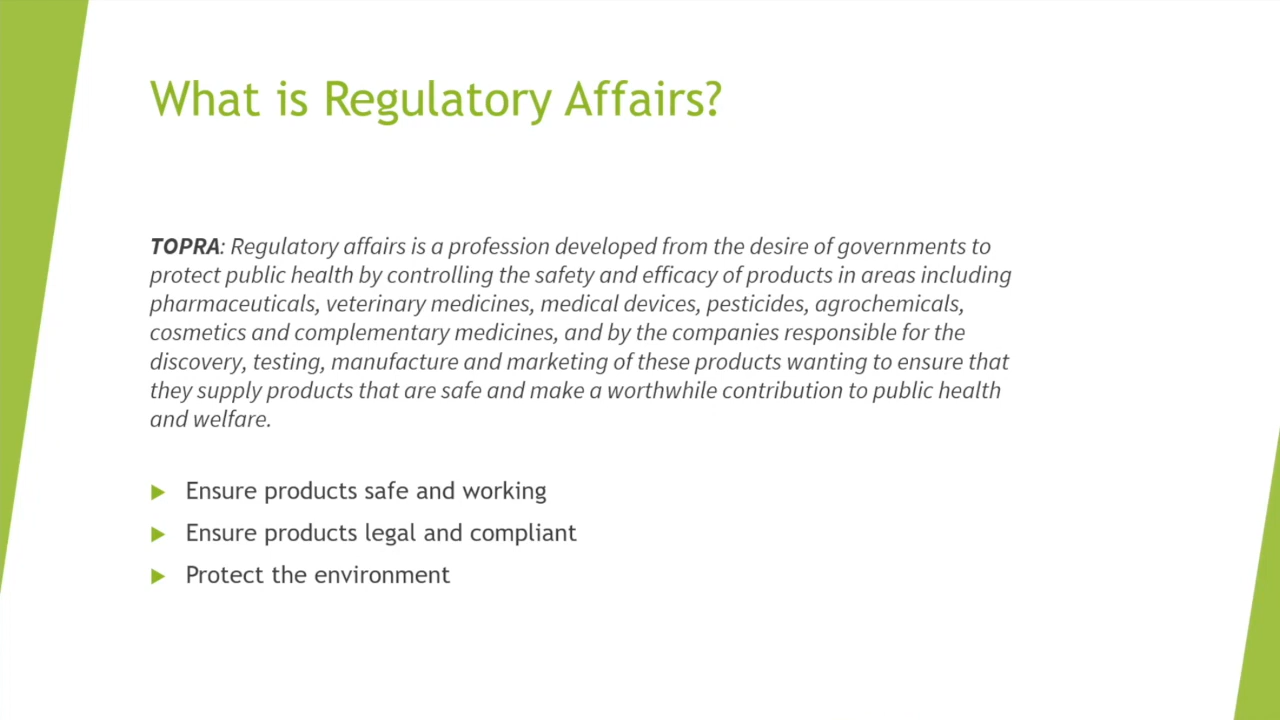 What is Regulatory Affairs?
TOPRA: Regulatory affairs is a profession developed from the desire of governments to
protect public health by controlling the safety and efficacy of products in areas including
pharmaceuticals, veterinary medicines, medical devices, pesticides, agrochemicals,
cosmetics and complementary medicines, and by the companies responsible for the
discovery, testing, manufacture and marketing of these products wanting to ensure that
they supply products that are safe and make a worthwhile contribution to public health
and welfare.
Ensure products safe and working
Ensure products legal and compliant
Protect the environment